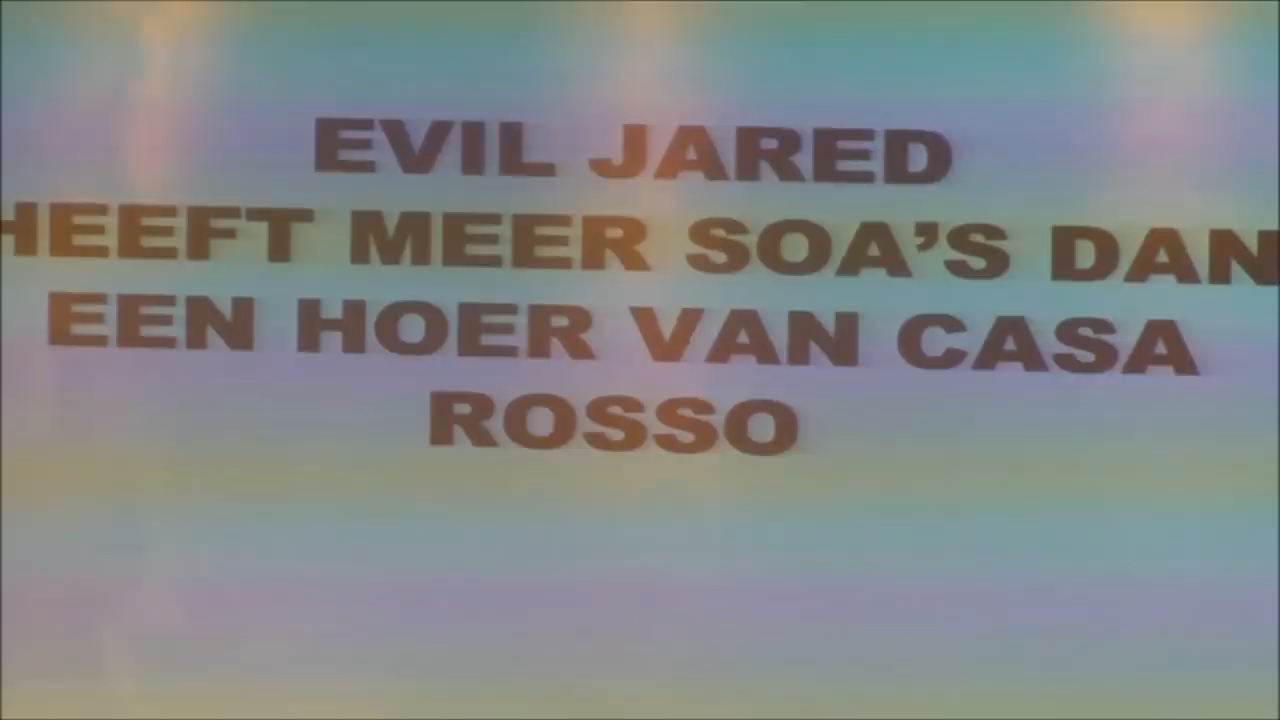 EVIL JARED
HEEFT MEER SOA'S DAN
EEN HOER VAN CASA
ROSSO